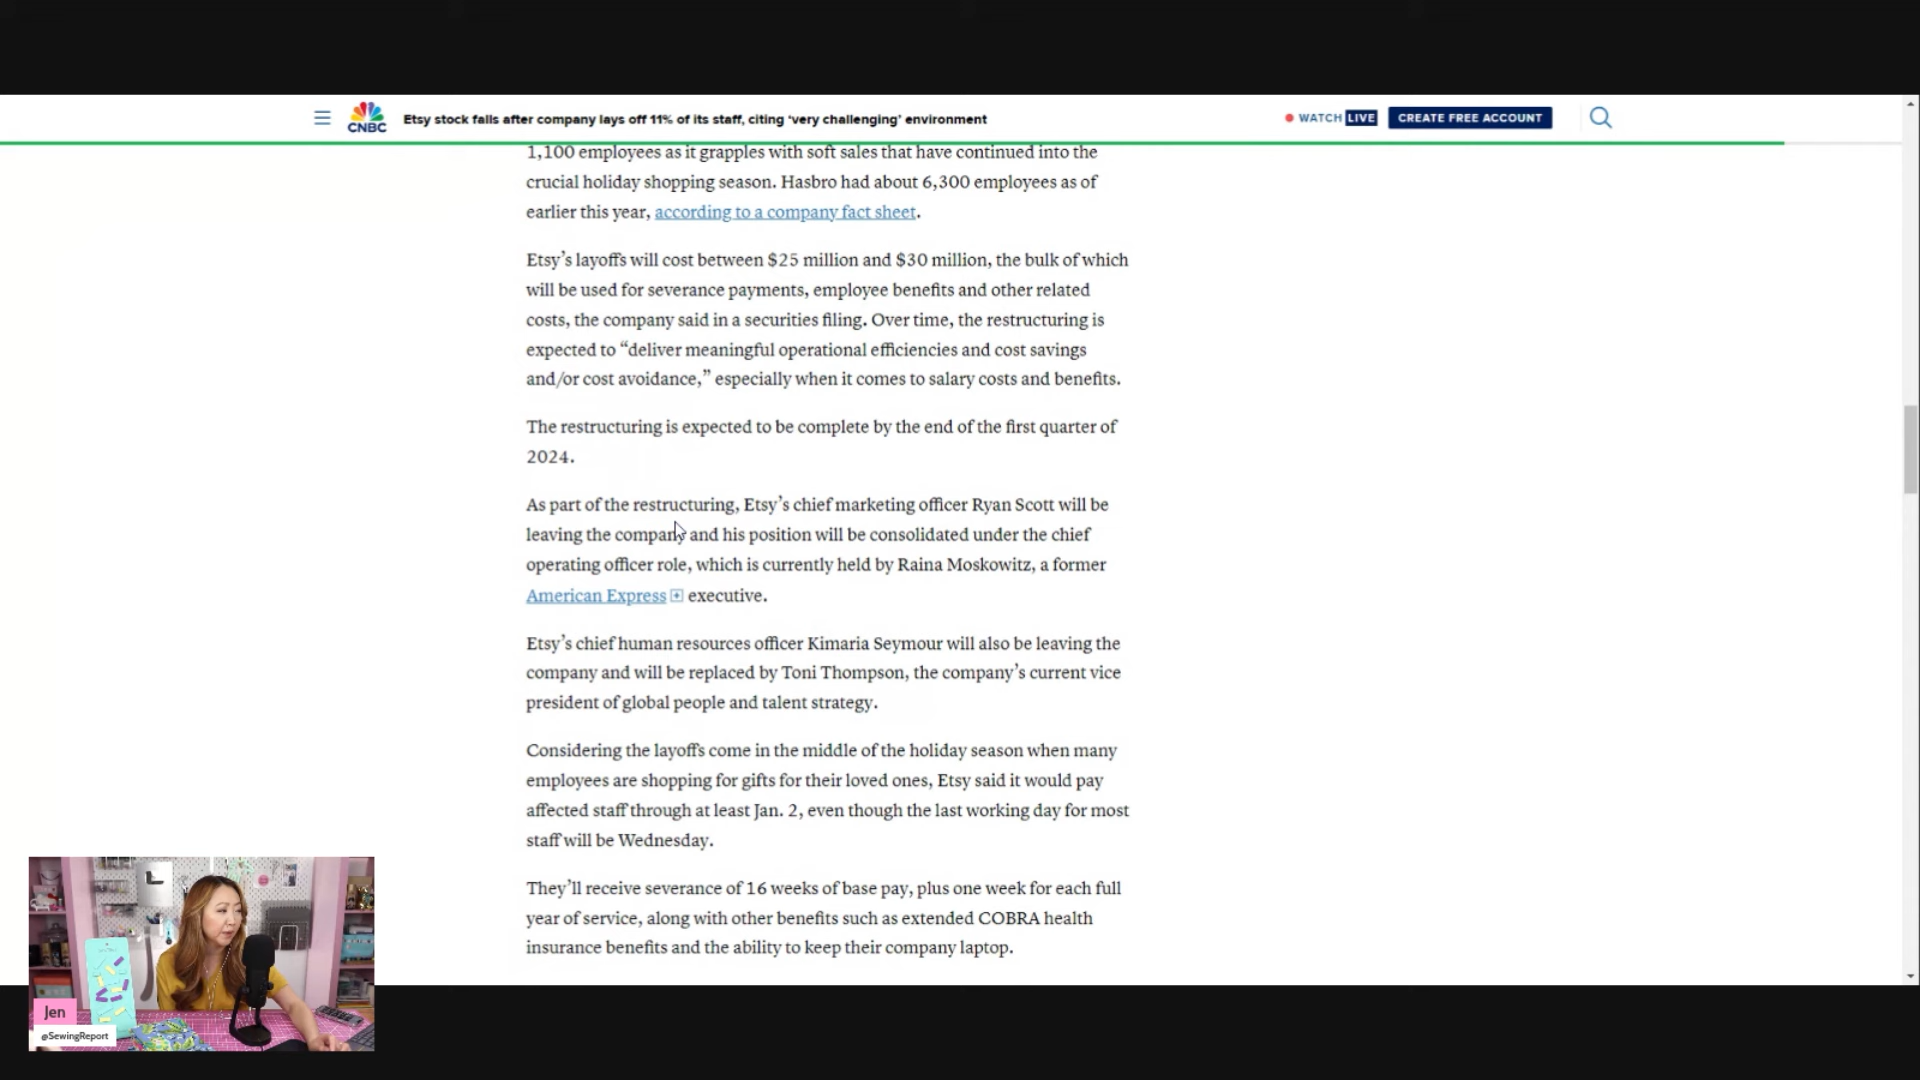 CNBC
Etsy stock falls after company lays off 11% of its staff, citing ‘very challenging’ environment
WATCH LIVE
CREATE FREE ACCOUNT
1,100 employees as it grapples with soft sales that have continued into the
crucial holiday shopping season. Hasbro had about 6,300 employees as of
earlier this year, according to a company fact sheet.
Etsy’s layoffs will cost between $25 million and $30 million, the bulk of which
will be used for severance payments, employee benefits and other related
costs, the company said in a securities filing. Over time, the restructuring is
expected to “deliver meaningful operational efficiencies and cost savings
and/or cost avoidance,” especially when it comes to salary costs and benefits.
The restructuring is expected to be complete by the end of the first quarter of
2024.
As part of the restructuring, Etsy’s chief marketing officer Ryan Scott will be
leaving the company and his position will be consolidated under the chief
operating officer role, which is currently held by Raina Moskowitz, a former
American Express executive.
Etsy’s chief human resources officer Kimaria Seymour will also be leaving the
company and will be replaced by Toni Thompson, the company’s current vice
president of global people and talent strategy.
Considering the layoffs come in the middle of the holiday season when many
employees are shopping for gifts for their loved ones, Etsy said it would pay
affected staff through at least Jan. 2, even though the last working day for most
staff will be Wednesday.
They’ll receive severance of 16 weeks of base pay, plus one week for each full
year of service, along with other benefits such as extended COBRA health
insurance benefits and the ability to keep their company laptop.
Jen
@SewingReport